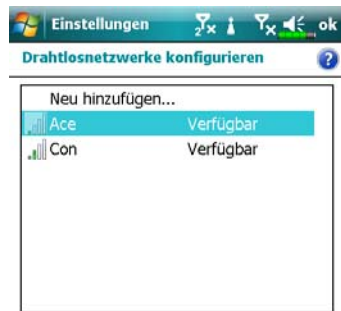 Einstellungen ok
Drahtlosnetzwerke konfigurieren ?
Neu hinzufügen...
Ace Verfügbar
Con Verfügbar